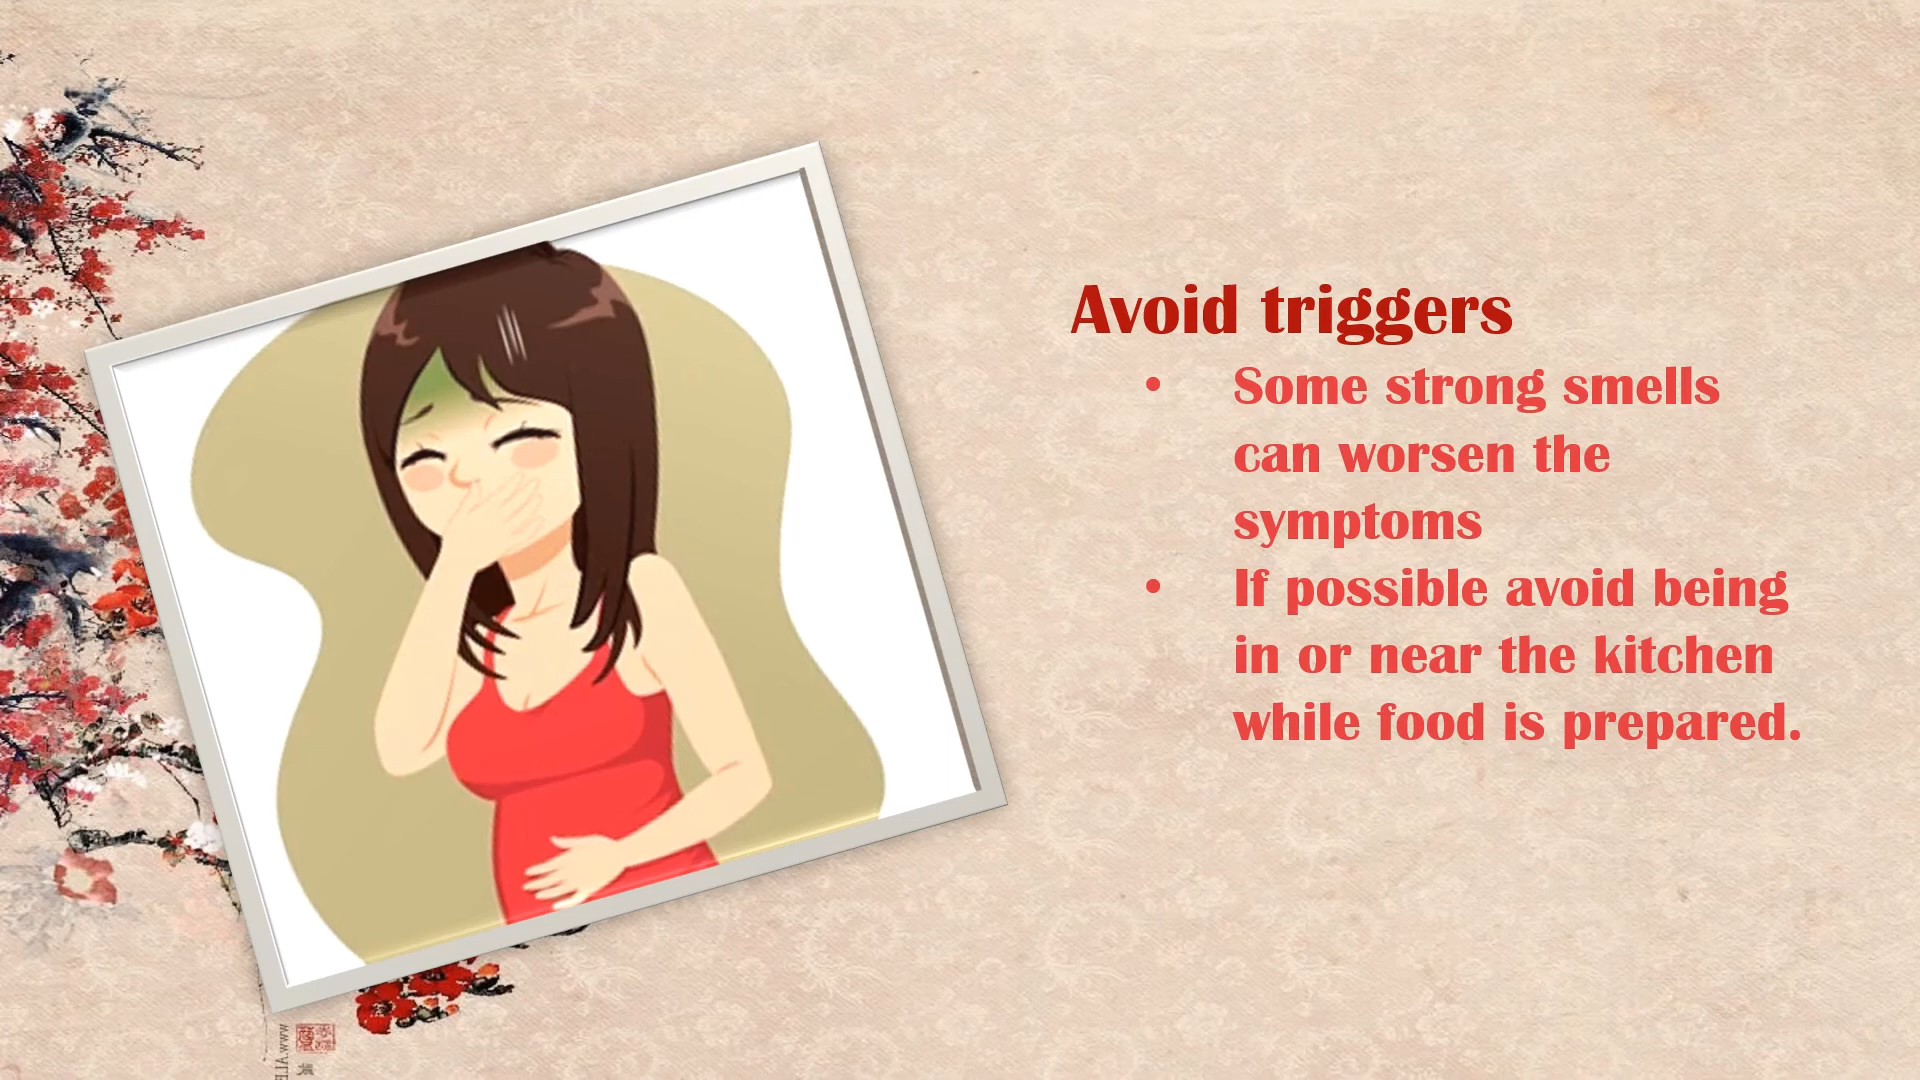 Avoid triggers
• Some strong smells
can worsen the
symptoms
• If possible avoid being
in or near the kitchen
while food is prepared.